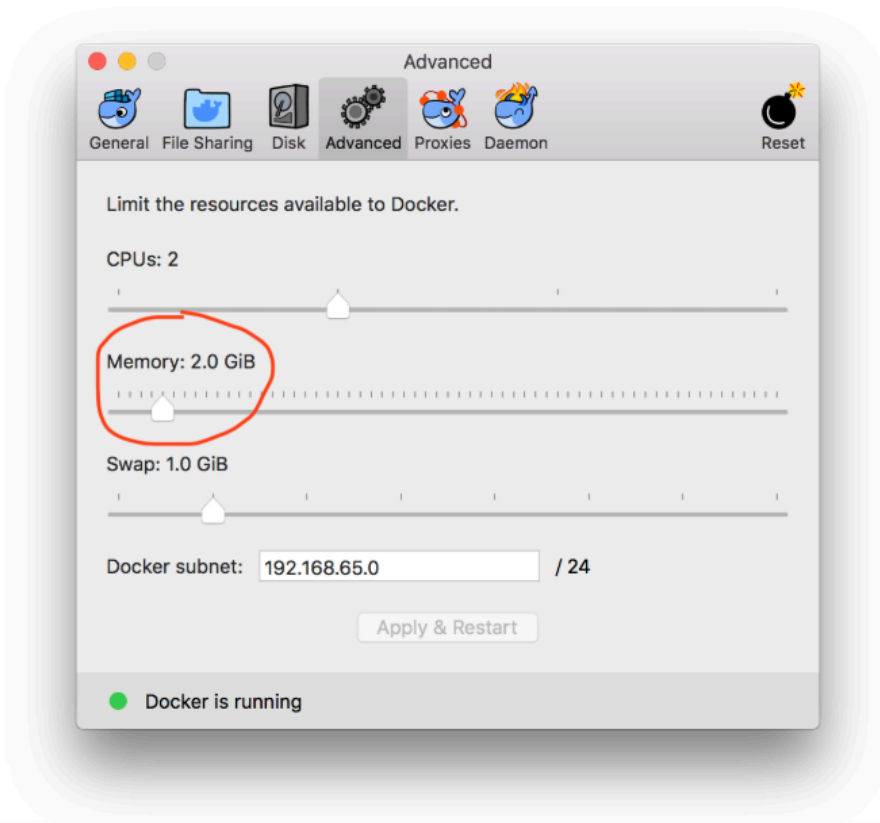 Advanced
General File Sharing Disk Advanced Proxies Daemon Reset
Limit the resources available to Docker.
CPUs: 2
Memory: 2.0 GiB
Swap: 1.0 GiB
Docker subnet: 192.168.65.0 / 24
Apply & Restart
Docker is running